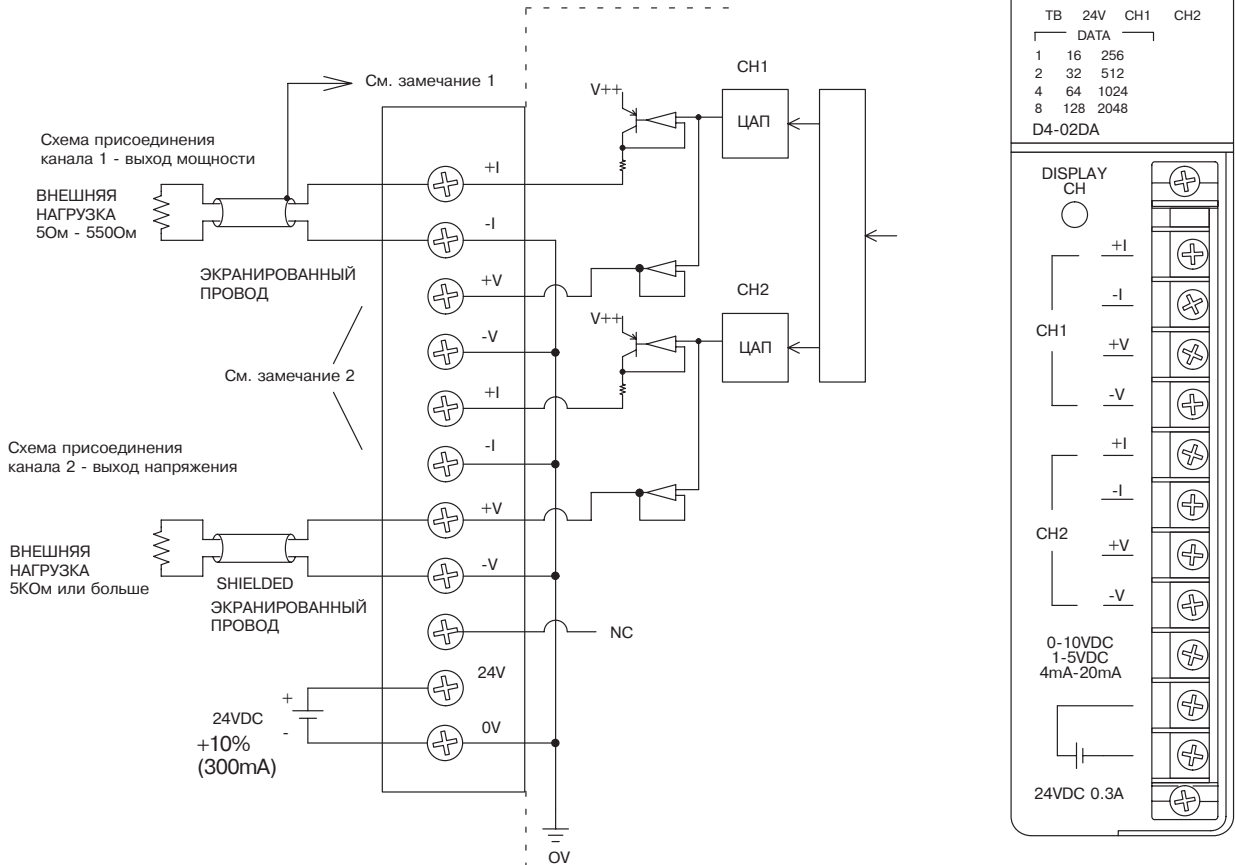 См. замечание 1
Схема присоединения
канала 1 - выход мощности
ВНЕШНЯЯ
НАГРУЗКА
5Ом - 550Ом
ЭКРАНИРОВАННЫЙ
ПРОВОД
См. замечание 2
Схема присоединения
канала 2 - выход напряжения
ВНЕШНЯЯ
НАГРУЗКА
5КОм или больше
SHIELDED
ЭКРАНИРОВАННЫЙ
ПРОВОД
+
24VDC
-
+10%
(300mA)
+I
-I
+V
-V
+I
-I
+V
-V
NC
24V
0V
OV
V++
CH1
ЦАП
V++
CH2
ЦАП
TB 24V CH1 CH2
DATA
1 16 256
2 32 512
4 64 1024
8 128 2048
D4-02DA
DISPLAY
CH
+I
-I
CH1
+V
-V
+I
-I
CH2
+V
-V
0-10VDC
1-5VDC
4mA-20mA
24VDC 0.3A